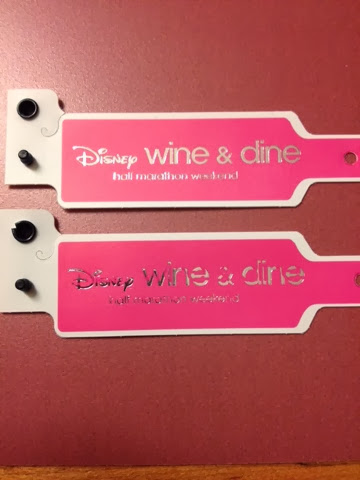 Disney wine & dine
half marathon weekend
Disney wine & dine
half marathon weekend